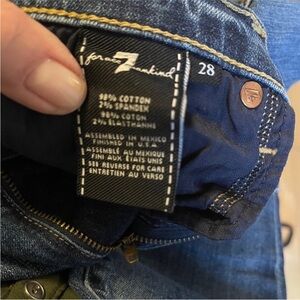 for all 7 mankind
28
98% COTTON
2% SPANDEX
98% COTON
2% ELASTHANNE
ASSEMBLED IN MEXICO
FINISHED IN U.S.A
ASSEMBLÉ AU MEXIQUE
FINI AUX ÉTATS UNIS
SEE REVERSE FOR CARE
ENTRETIEN AU VERSO